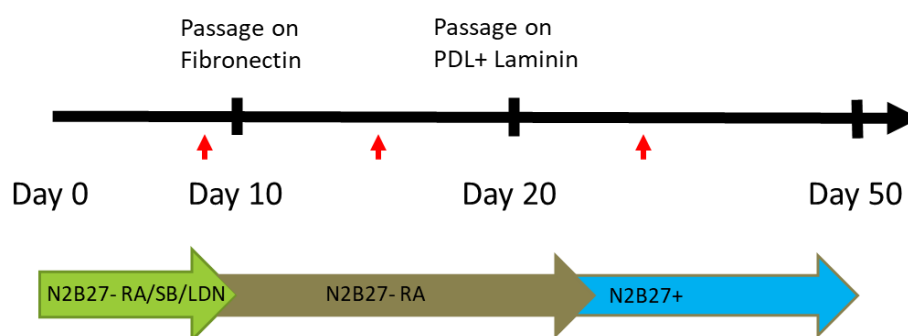 Passage on
Fibronectin
Passage on
PDL+ Laminin
Day 0
Day 10
Day 20
Day 50
N2B27- RA/SB/LDN
N2B27- RA
N2B27+